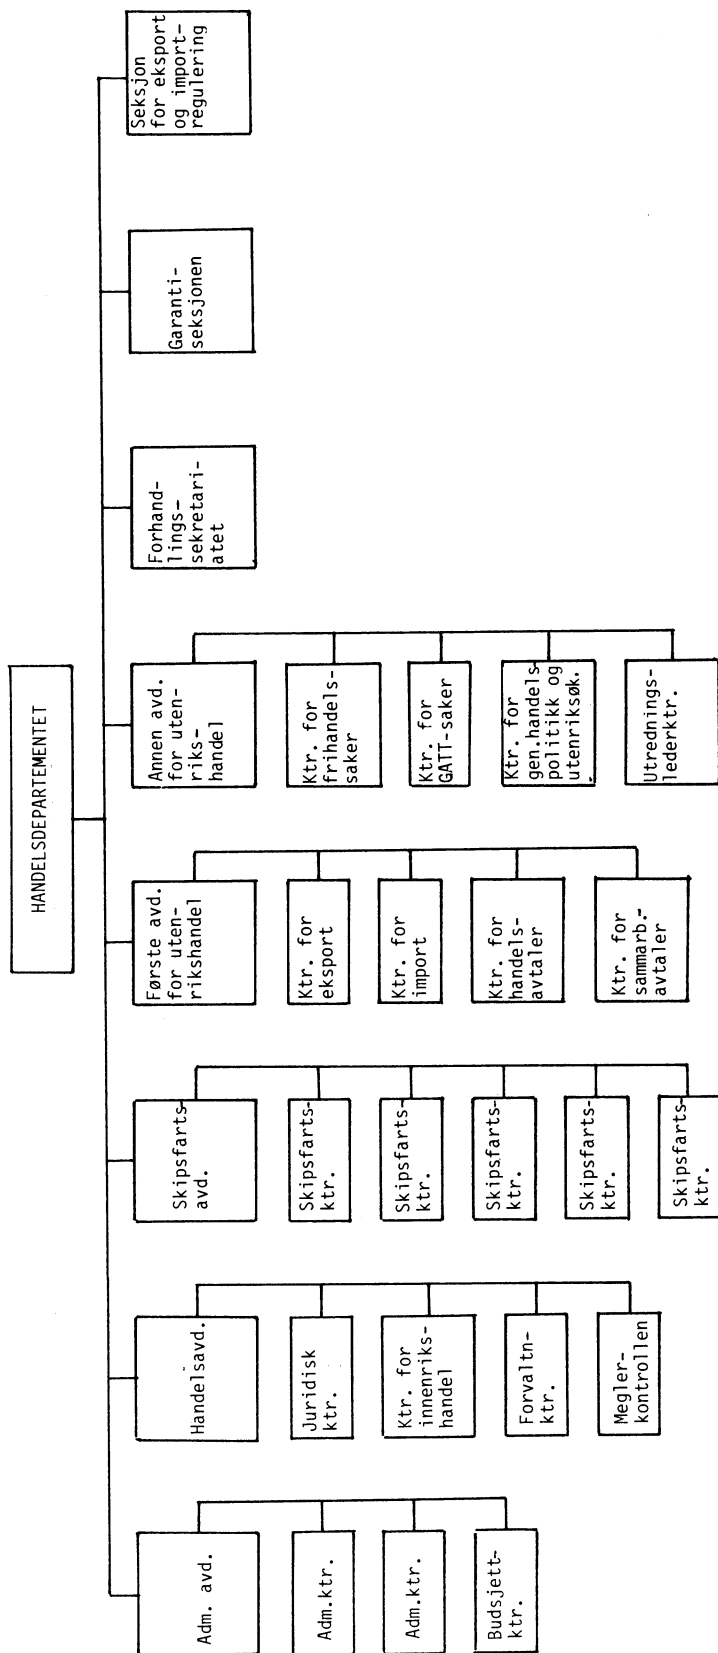 HANDELSDEPARTEMENTET
Adm. avd.
Adm.ktr.
Adm.ktr.
Budsjett-
ktr.
Handelsavd.
Juridisk
ktr.
Ktr. for
innenriks-
handel
Forvaltn-
ktr.
Megler-
kontrollen
Skipsfarts-
avd.
Skipsfarts-
ktr.
Skipsfarts-
ktr.
Skipsfarts-
ktr.
Skipsfarts-
ktr.
Skipsfarts-
ktr.
Første avd.
for uten-
rikshandel
Ktr. for
eksport
Ktr. for
import
Ktr. for
handels-
avtaler
Ktr. for
sammarb.-
avtaler
Annen avd.
for uten-
riks-
handel
Ktr. for
frihandels-
saker
Ktr. for
GATT-saker
Ktr. for
gen.handels-
politikk og
utenriksøk.
Utrednings-
lederktr.
Forhand-
lings-
sekretari-
atet
Garanti-
seksjonen
Seksjon
for eksport
og import-
regulering